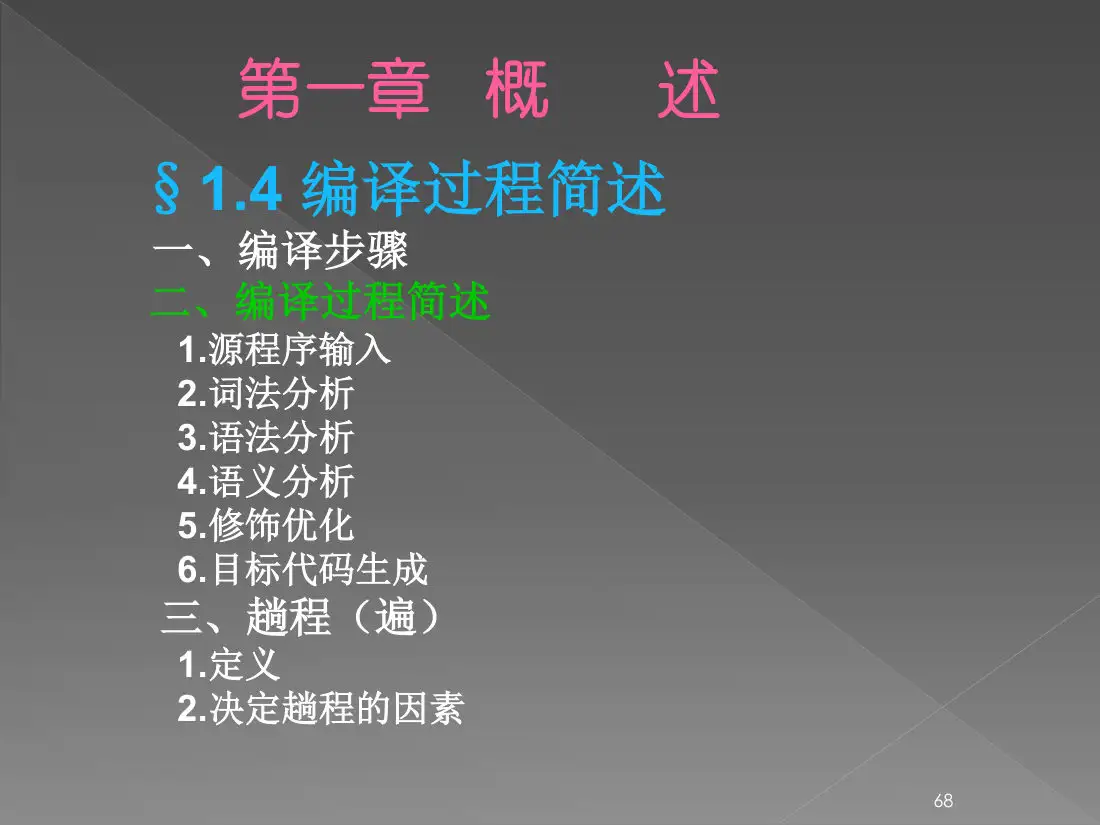 第一章 概 述
§1.4 编译过程简述
一、编译步骤
二、编译过程简述
1.源程序输入
2.词法分析
3.语法分析
4.语义分析
5.修饰优化
6.目标代码生成
三、趟程（遍）
1.定义
2.决定趟程的因素
68